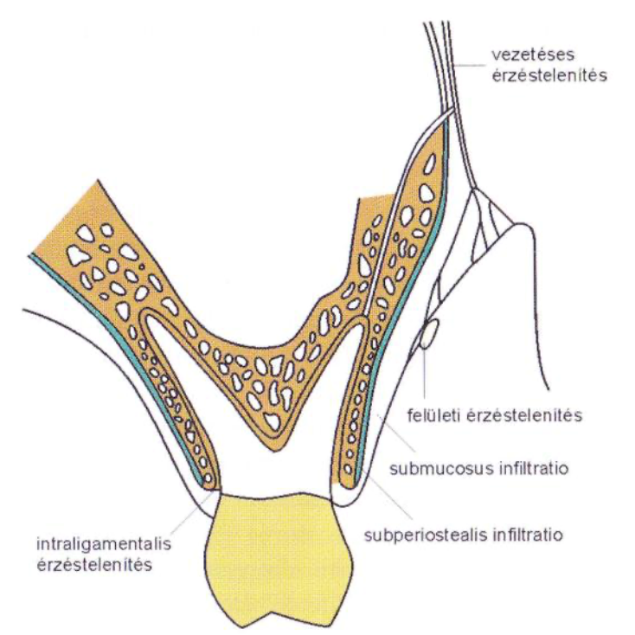 vezetéses
érzéstelenítés
felületi érzéstelenítés
submucosus infiltratio
subperiostealis infiltratio
intraligamentalis
érzéstelenítés